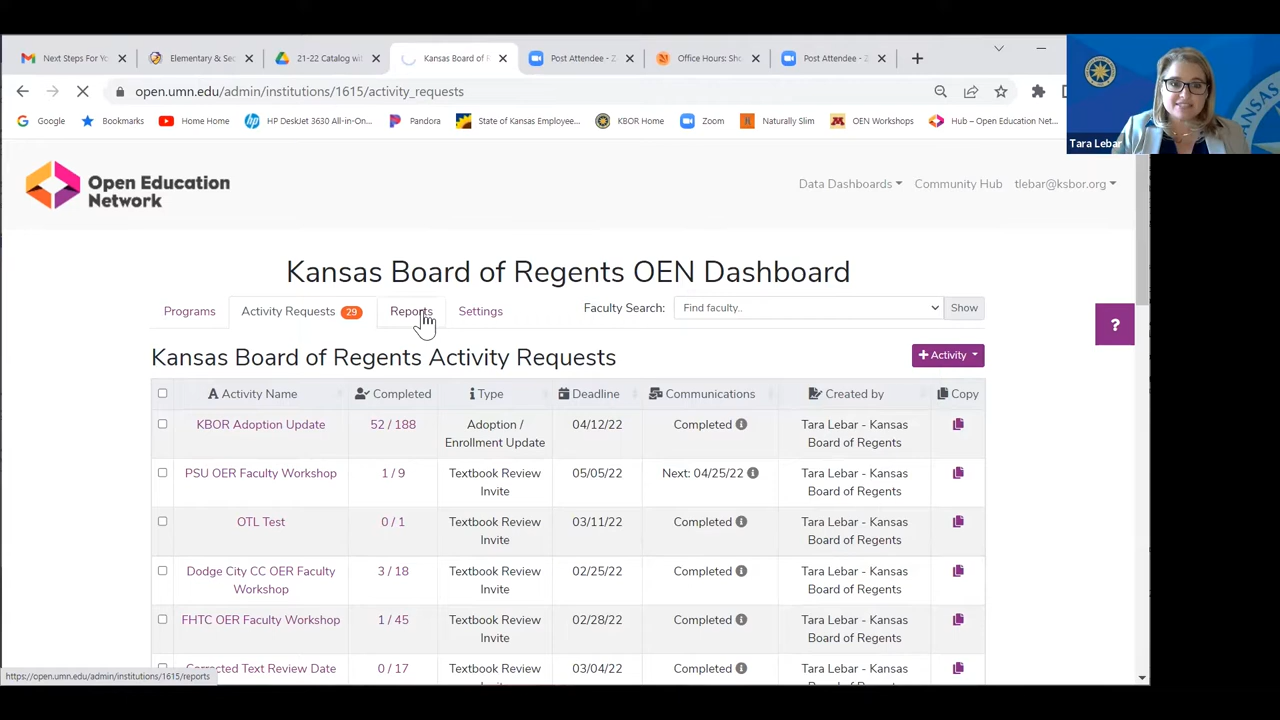 Next Steps For Yo
Elementary & Sec
21-22 Catalog wit
Kansas Board of R
Post Attendee - Z
Office Hours: Sho
Post Attendee - Z
open.umn.edu/admin/institutions/1615/activity_requests
Google
Bookmarks
Home Home
HP DeskJet 3630 All-in-On...
Pandora
State of Kansas Employee...
KBOR Home
Zoom
Naturally Slim
OEN Workshops
Hub – Open Education Net...
Tara Lebar
Open Education
Network
Data Dashboards
Community Hub
tlebar@ksbor.org
Kansas Board of Regents OEN Dashboard
Programs
Activity Requests 29
Reports
Settings
Faculty Search:
Find faculty..
Show
?
Kansas Board of Regents Activity Requests
+ Activity
Activity Name
Completed
Type
Deadline
Communications
Created by
Copy
KBOR Adoption Update
52 / 188
Adoption /
Enrollment Update
04/12/22
Completed
Tara Lebar - Kansas
Board of Regents
PSU OER Faculty Workshop
1 / 9
Textbook Review
Invite
05/05/22
Next: 04/25/22
Tara Lebar - Kansas
Board of Regents
OTL Test
0 / 1
Textbook Review
Invite
03/11/22
Completed
Tara Lebar - Kansas
Board of Regents
Dodge City CC OER Faculty
Workshop
3 / 18
Textbook Review
Invite
02/25/22
Completed
Tara Lebar - Kansas
Board of Regents
FHTC OER Faculty Workshop
1 / 45
Textbook Review
Invite
02/28/22
Completed
Tara Lebar - Kansas
Board of Regents
Corrected Text Review Date
0 / 17
Textbook Review
03/04/22
Completed
Tara Lebar - Kansas
https://open.umn.edu/admin/institutions/1615/reports